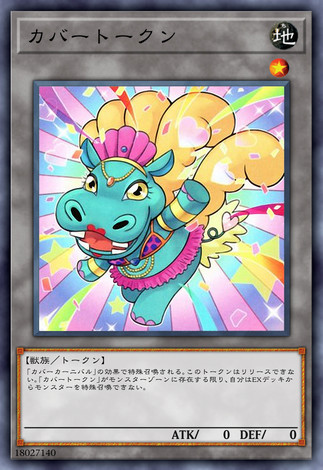 カバートークン
地
【獣族／トークン】
「カバーカーニバル」の効果で特殊召喚される。このトークンはリリースできな
い。「カバートークン」がモンスターゾーンに存在する限り、自分はEXデッキか
らモンスターを特殊召喚できない。
ATK/ 0 DEF/ 0
18027140